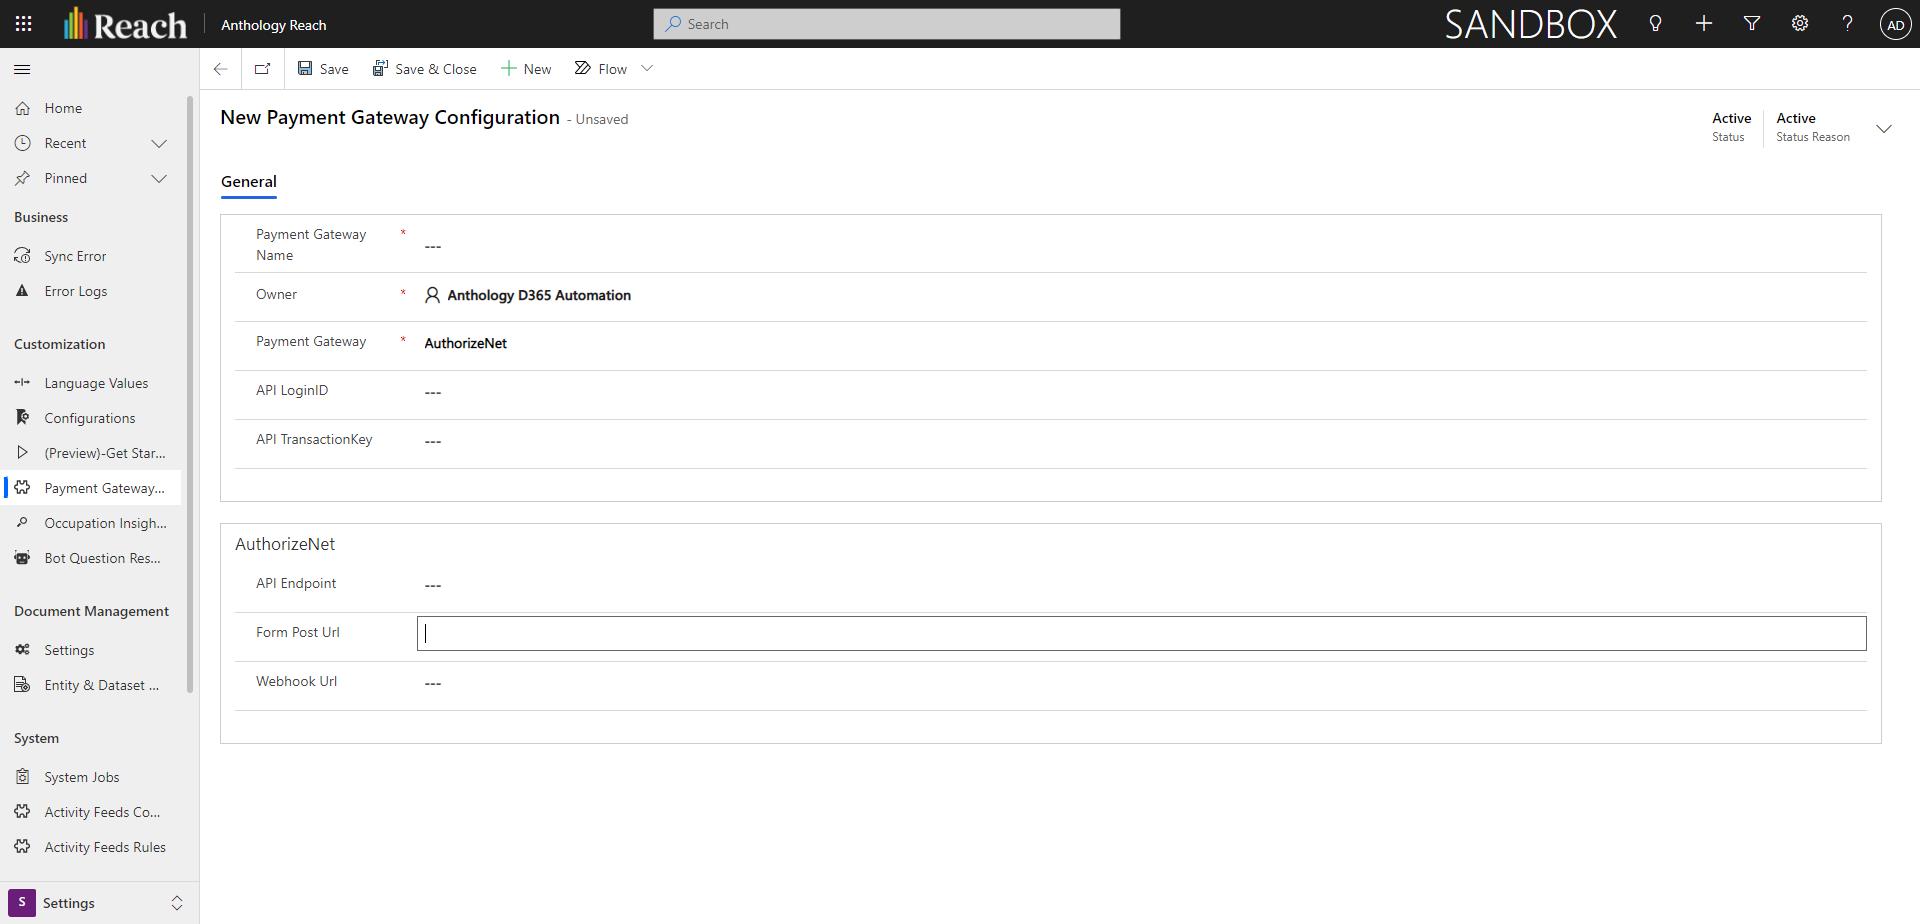 Reach
Anthology Reach
Search
SANDBOX
AD
Save
Save & Close
New
Flow
Home
Recent
Pinned
Business
Sync Error
Error Logs
Customization
Language Values
Configurations
(Preview)-Get Star...
Payment Gateway...
Occupation Insigh...
Bot Question Res...
Document Management
Settings
Entity & Dataset ...
System
System Jobs
Activity Feeds Co...
Activity Feeds Rules
S Settings
New Payment Gateway Configuration - Unsaved
Active
Status
Active
Status Reason
General
Payment Gateway Name * ---
Owner * Anthology D365 Automation
Payment Gateway * AuthorizeNet
API LoginID ---
API TransactionKey ---
AuthorizeNet
API Endpoint ---
Form Post Url
Webhook Url ---